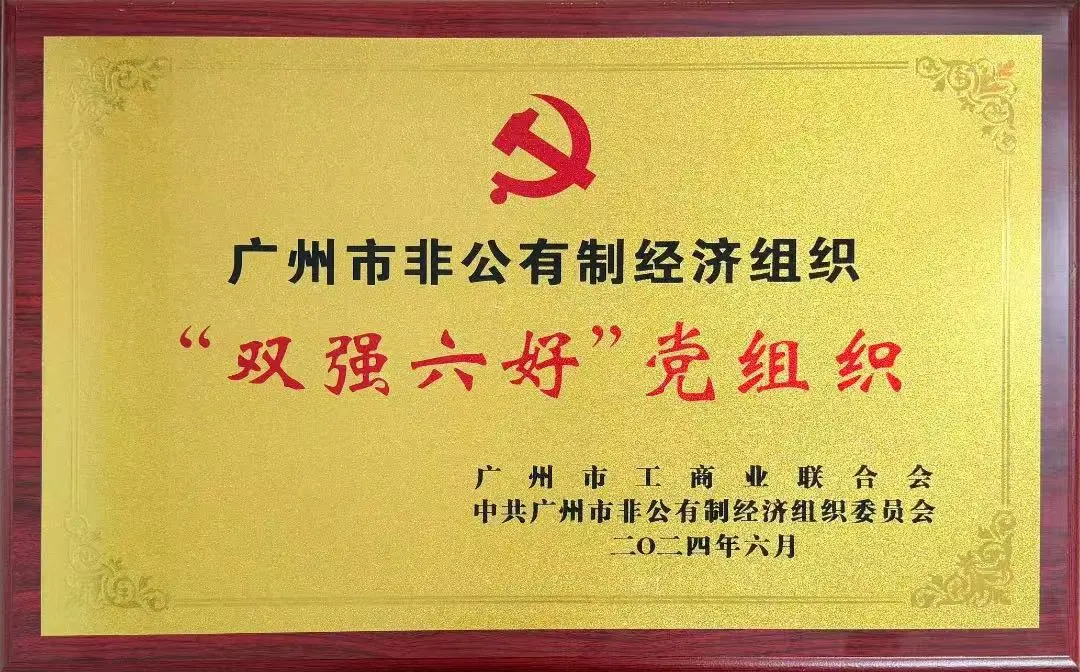 广州市非公有制经济组织
“双强六好”党组织
广州市工商业联合会
中共广州市非公有制经济组织委员会
二〇二四年六月